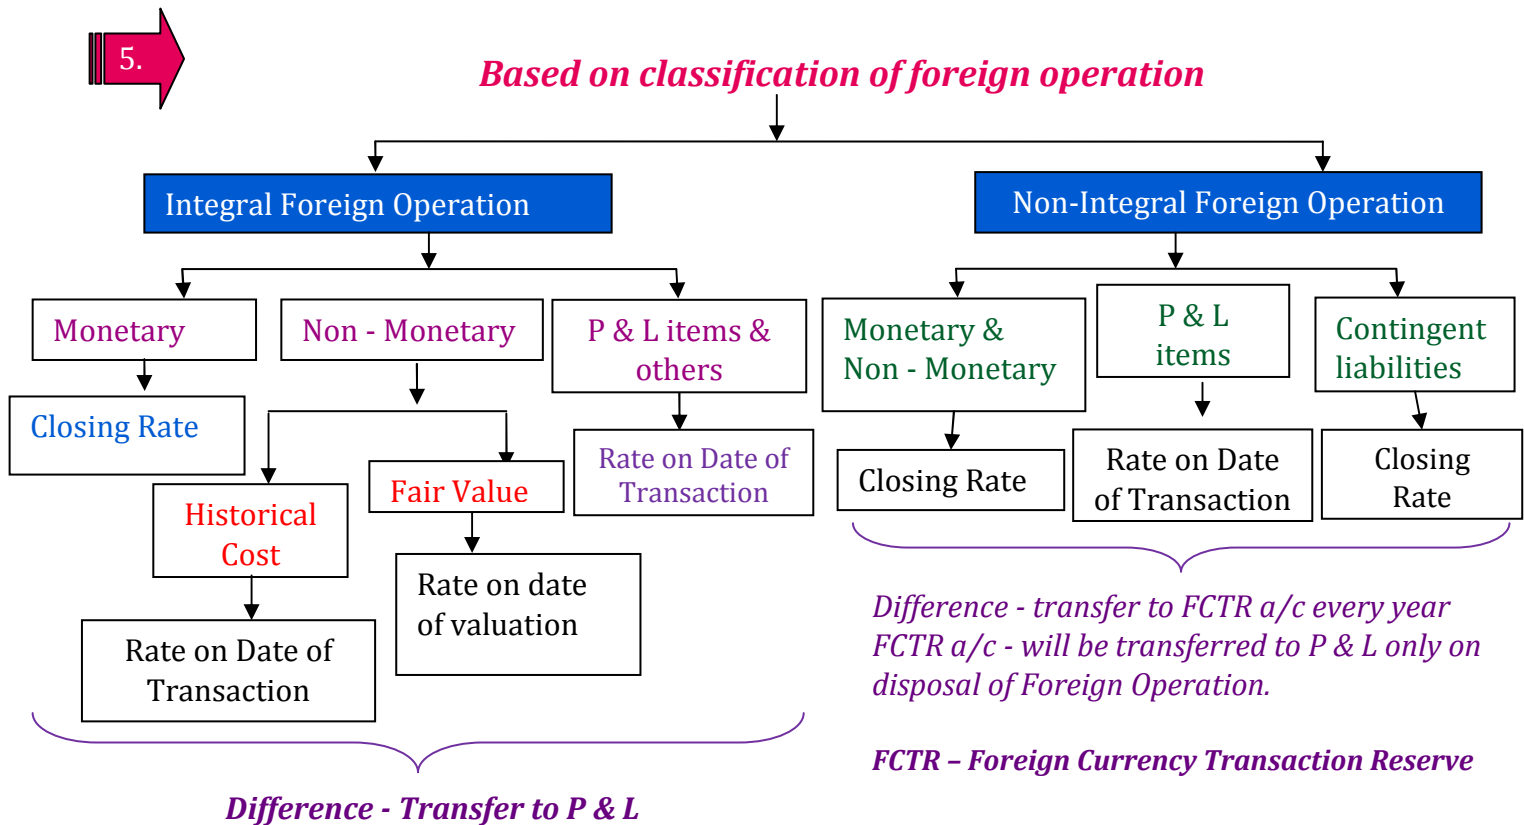 5.
Based on classification of foreign operation
Integral Foreign Operation
Non-Integral Foreign Operation
Monetary
Closing Rate
Non - Monetary
Historical
Cost
Rate on Date of
Transaction
Fair Value
Rate on date
of valuation
P & L items &
others
Rate on Date of
Transaction
Difference - Transfer to P & L
Monetary &
Non - Monetary
Closing Rate
P & L
items
Rate on Date
of Transaction
Contingent
liabilities
Closing
Rate
Difference - transfer to FCTR a/c every year
FCTR a/c - will be transferred to P & L only on
disposal of Foreign Operation.
FCTR – Foreign Currency Transaction Reserve